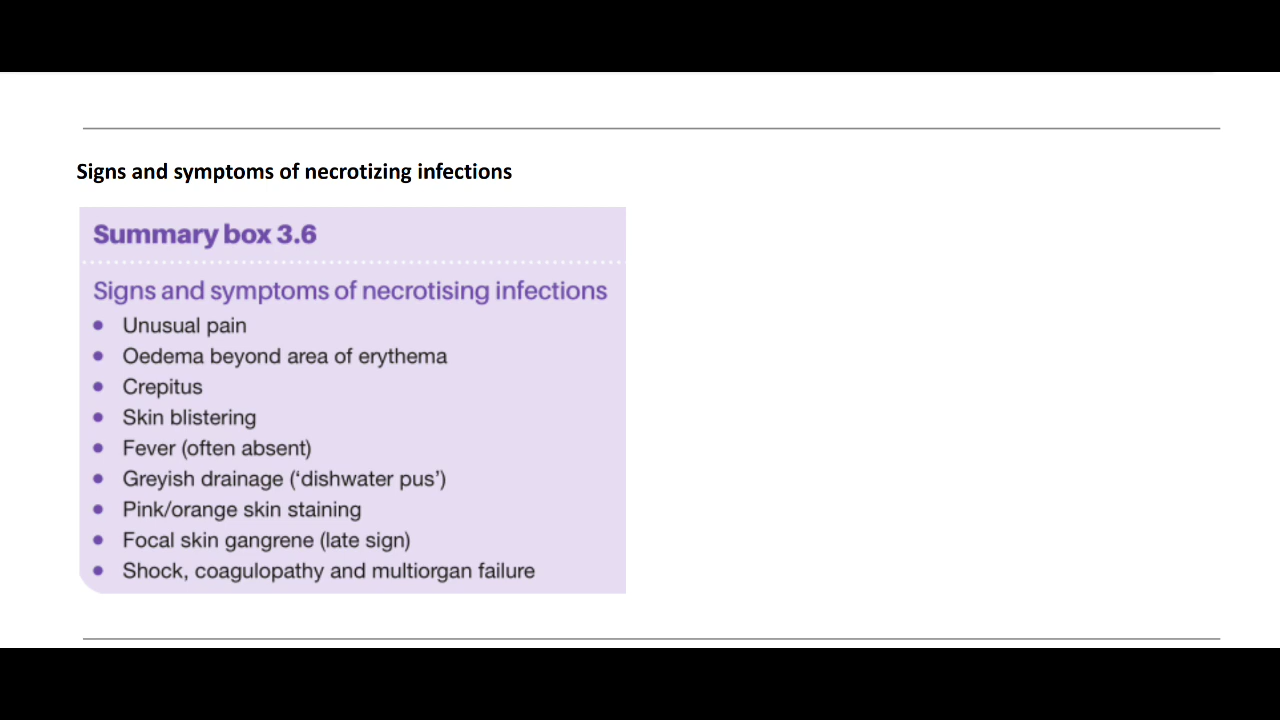 Signs and symptoms of necrotizing infections
Summary box 3.6
Signs and symptoms of necrotising infections
• Unusual pain
• Oedema beyond area of erythema
• Crepitus
• Skin blistering
• Fever (often absent)
• Greyish drainage (‘dishwater pus’)
• Pink/orange skin staining
• Focal skin gangrene (late sign)
• Shock, coagulopathy and multiorgan failure